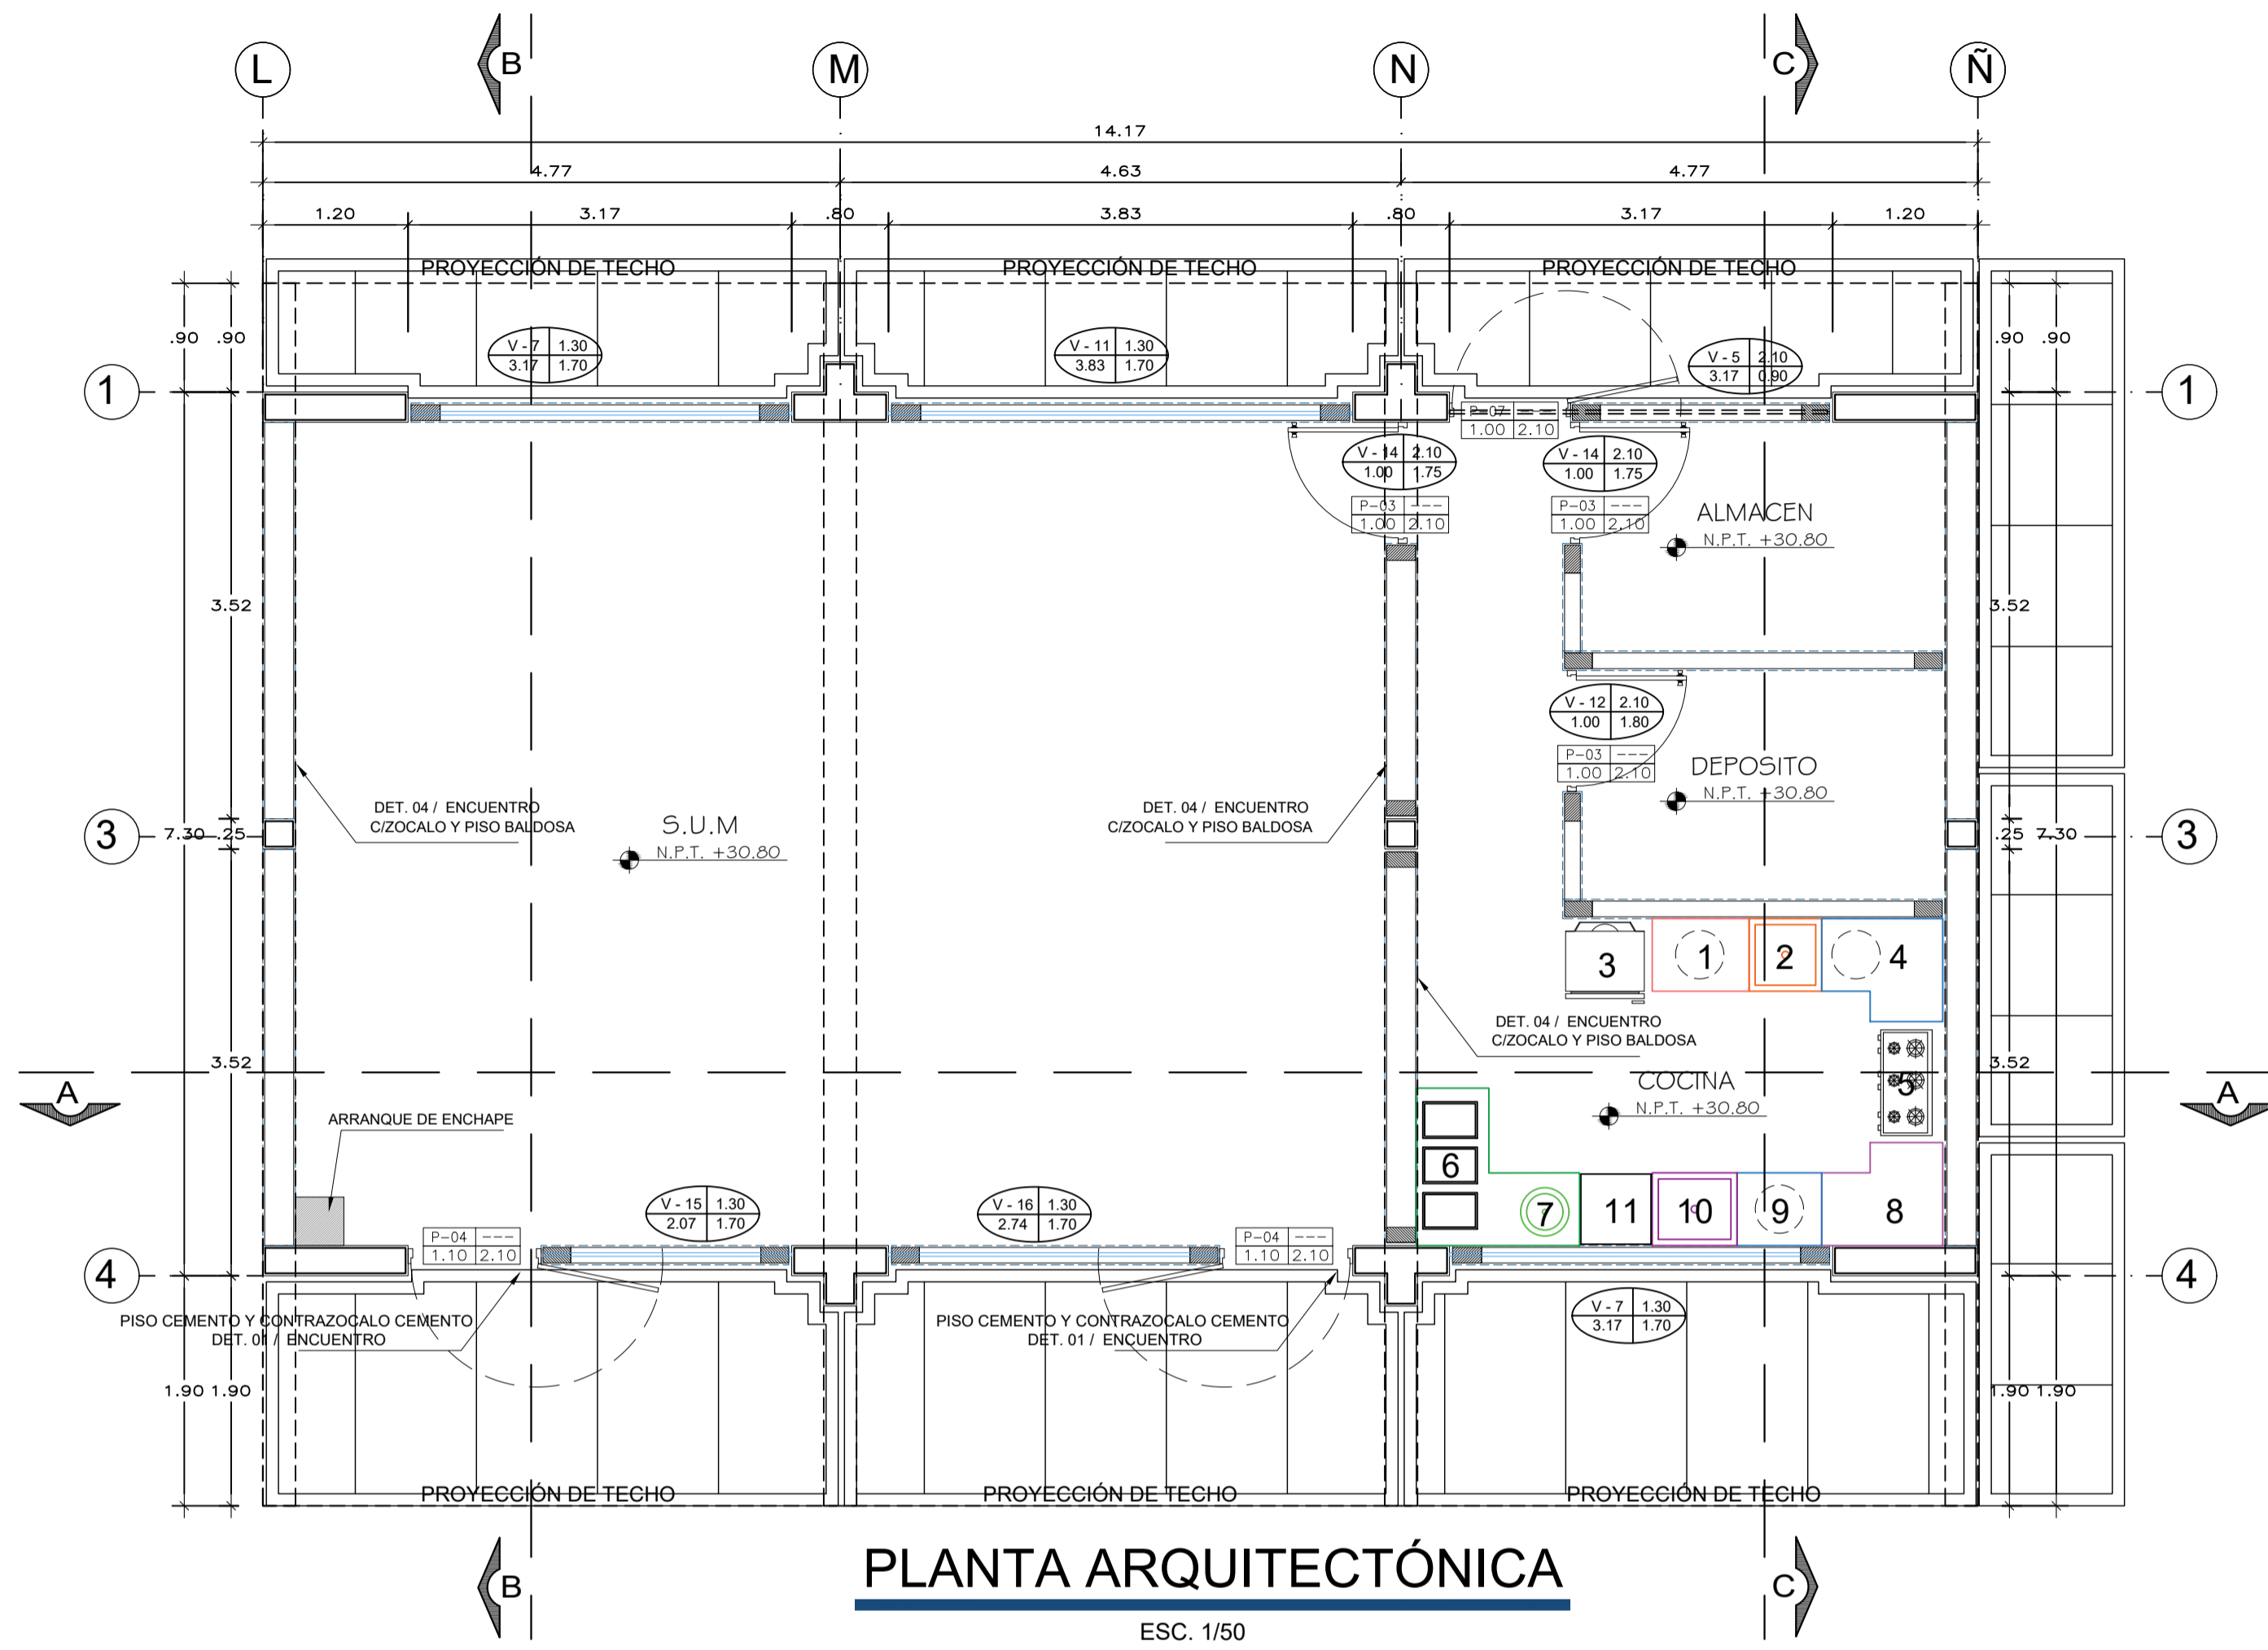 L B M N C Ñ
14.17
4.77 4.63 4.77
1.20 3.17 .80 3.83 .80 3.17 1.20
PROYECCIÓN DE TECHO PROYECCIÓN DE TECHO PROYECCIÓN DE TECHO
.90 .90 .90 .90
V - 7 1.30
3.17 1.70
V - 11 1.30
3.83 1.70
V - 5 2.10
3.17 0.90
1 1
P-07 ---
1.00 2.10
V - 14 2.10
1.00 1.75
V - 14 2.10
1.00 1.75
P-03 ---
1.00 2.10
P-03 ---
1.00 2.10
ALMACEN
N.P.T. +30.80
3.52 3.52
V - 12 2.10
1.00 1.80
P-03 ---
1.00 2.10
DEPOSITO
N.P.T. +30.80
DET. 04 / ENCUENTRO
C/ZOCALO Y PISO BALDOSA
S.U.M
N.P.T. +30.80
DET. 04 / ENCUENTRO
C/ZOCALO Y PISO BALDOSA
3 7.30 .25 .25 7.30 3
3 1 2 4
DET. 04 / ENCUENTRO
C/ZOCALO Y PISO BALDOSA
3.52 3.52
A A
COCINA
N.P.T. +30.80
5
ARRANQUE DE ENCHAPE
6
7 11 10 9 8
V - 15 1.30
2.07 1.70
V - 16 1.30
2.74 1.70
P-04 ---
1.10 2.10
P-04 ---
1.10 2.10
4 4
V - 7 1.30
3.17 1.70
PISO CEMENTO Y CONTRAZOCALO CEMENTO
DET. 01 / ENCUENTRO
PISO CEMENTO Y CONTRAZOCALO CEMENTO
DET. 01 / ENCUENTRO
1.90 1.90 1.90 1.90
PROYECCIÓN DE TECHO PROYECCIÓN DE TECHO PROYECCIÓN DE TECHO
B C
PLANTA ARQUITECTÓNICA
ESC. 1/50